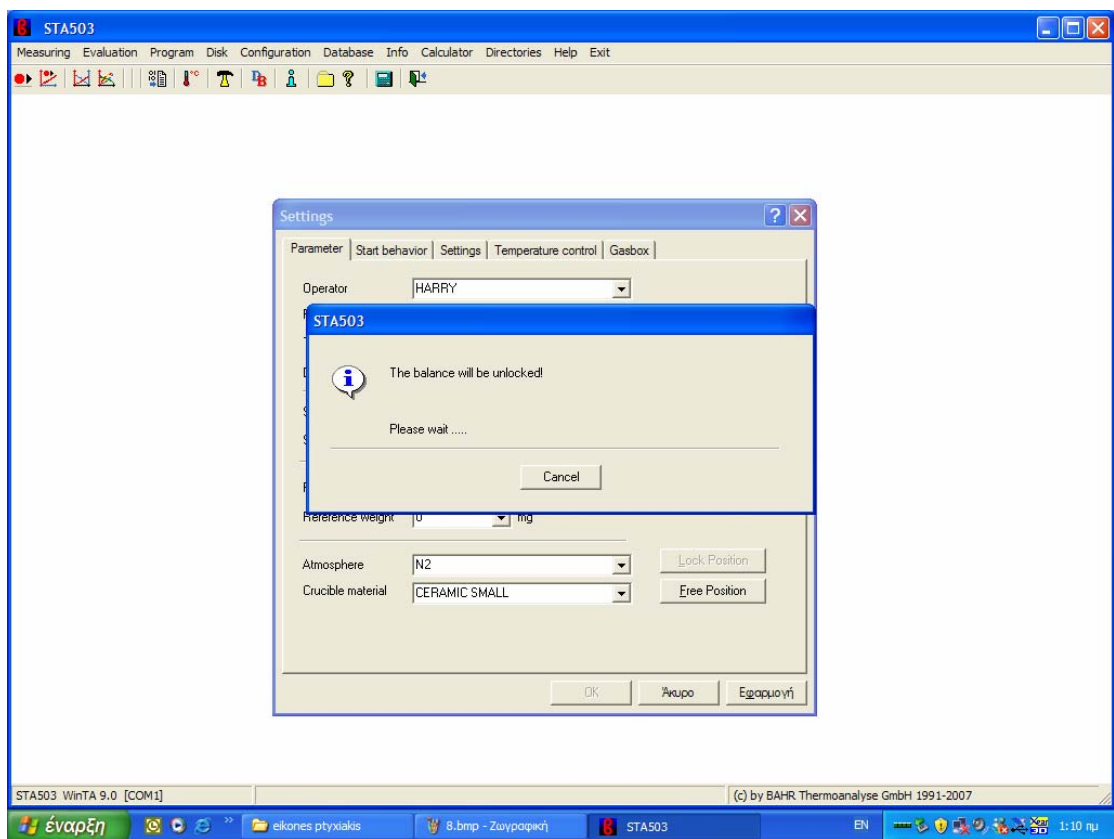 STA503
Measuring Evaluation Program Disk Configuration Database Info Calculator Directories Help Exit
Settings
Parameter Start behavior Settings Temperature control Gasbox
Operator HARRY
STA503
The balance will be unlocked!
Please wait .....
Cancel
Reference weight 0 mg
Atmosphere N2
Lock Position
Crucible material CERAMIC SMALL
Free Position
OK Άκυρο Εφαρμογή
STA503 WinTA 9.0 [COM1] (c) by BAHR Thermoanalyse GmbH 1991-2007
έναρξη eikones ptyxiakis 8.bmp - Ζωγραφική STA503 EN 1:10 πμ